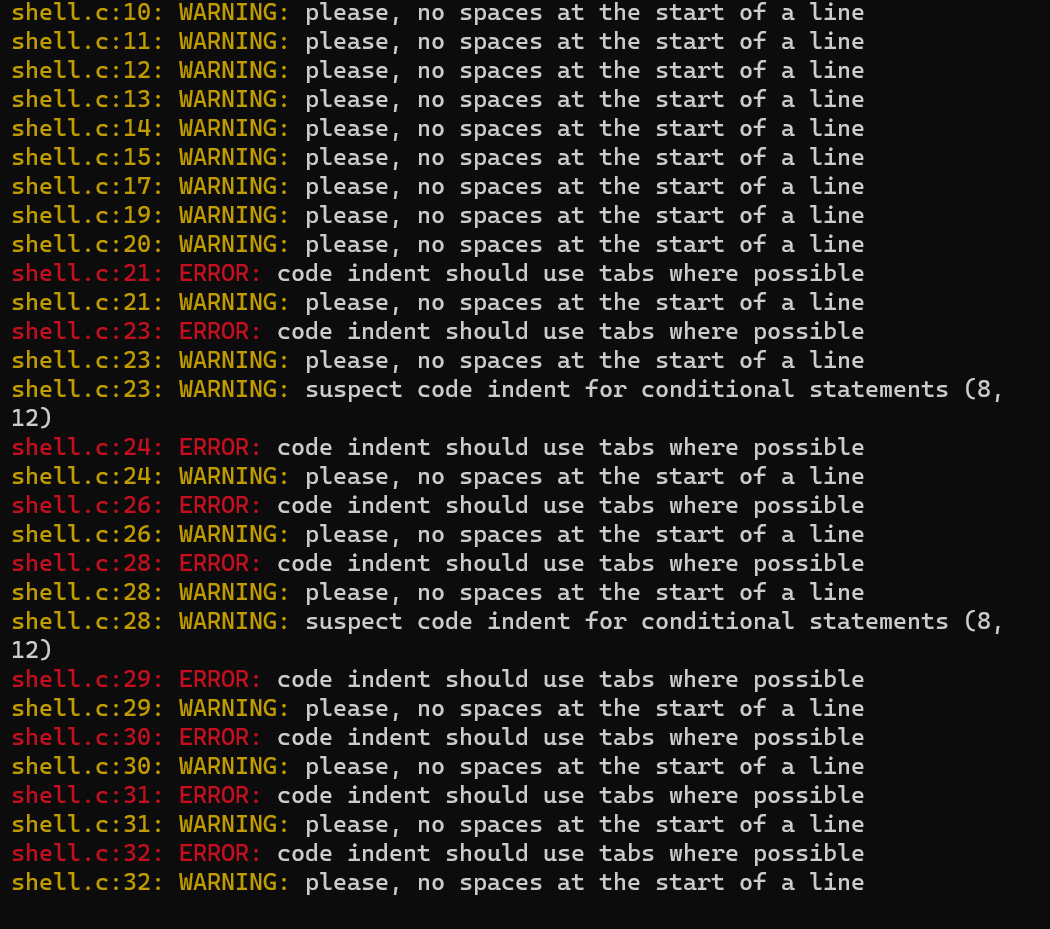 shell.c:10: WARNING: please, no spaces at the start of a line
shell.c:11: WARNING: please, no spaces at the start of a line
shell.c:12: WARNING: please, no spaces at the start of a line
shell.c:13: WARNING: please, no spaces at the start of a line
shell.c:14: WARNING: please, no spaces at the start of a line
shell.c:15: WARNING: please, no spaces at the start of a line
shell.c:17: WARNING: please, no spaces at the start of a line
shell.c:19: WARNING: please, no spaces at the start of a line
shell.c:20: WARNING: please, no spaces at the start of a line
shell.c:21: ERROR: code indent should use tabs where possible
shell.c:21: WARNING: please, no spaces at the start of a line
shell.c:23: ERROR: code indent should use tabs where possible
shell.c:23: WARNING: please, no spaces at the start of a line
shell.c:23: WARNING: suspect code indent for conditional statements (8,
12)
shell.c:24: ERROR: code indent should use tabs where possible
shell.c:24: WARNING: please, no spaces at the start of a line
shell.c:26: ERROR: code indent should use tabs where possible
shell.c:26: WARNING: please, no spaces at the start of a line
shell.c:28: ERROR: code indent should use tabs where possible
shell.c:28: WARNING: please, no spaces at the start of a line
shell.c:28: WARNING: suspect code indent for conditional statements (8,
12)
shell.c:29: ERROR: code indent should use tabs where possible
shell.c:29: WARNING: please, no spaces at the start of a line
shell.c:30: ERROR: code indent should use tabs where possible
shell.c:30: WARNING: please, no spaces at the start of a line
shell.c:31: ERROR: code indent should use tabs where possible
shell.c:31: WARNING: please, no spaces at the start of a line
shell.c:32: ERROR: code indent should use tabs where possible
shell.c:32: WARNING: please, no spaces at the start of a line